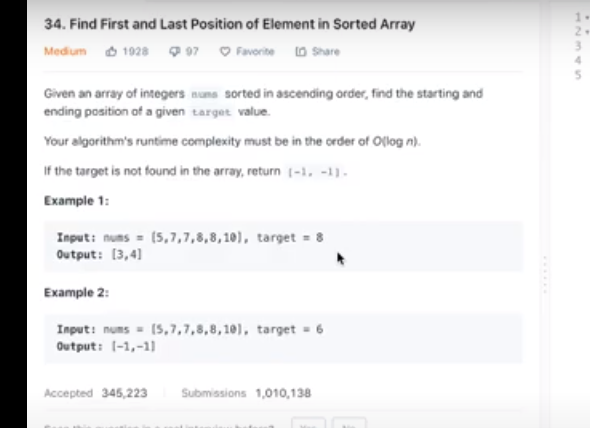 34. Find First and Last Position of Element in Sorted Array
Medium 1928 97 Favorite Share
Given an array of integers nums sorted in ascending order, find the starting and
ending position of a given target value.
Your algorithm's runtime complexity must be in the order of O(log n).
If the target is not found in the array, return [-1, -1].
Example 1:
Input: nums = [5,7,7,8,8,10], target = 8
Output: [3,4]
Example 2:
Input: nums = [5,7,7,8,8,10], target = 6
Output: [-1,-1]
Accepted 345,223 Submissions 1,010,138
1
2
3
4
5